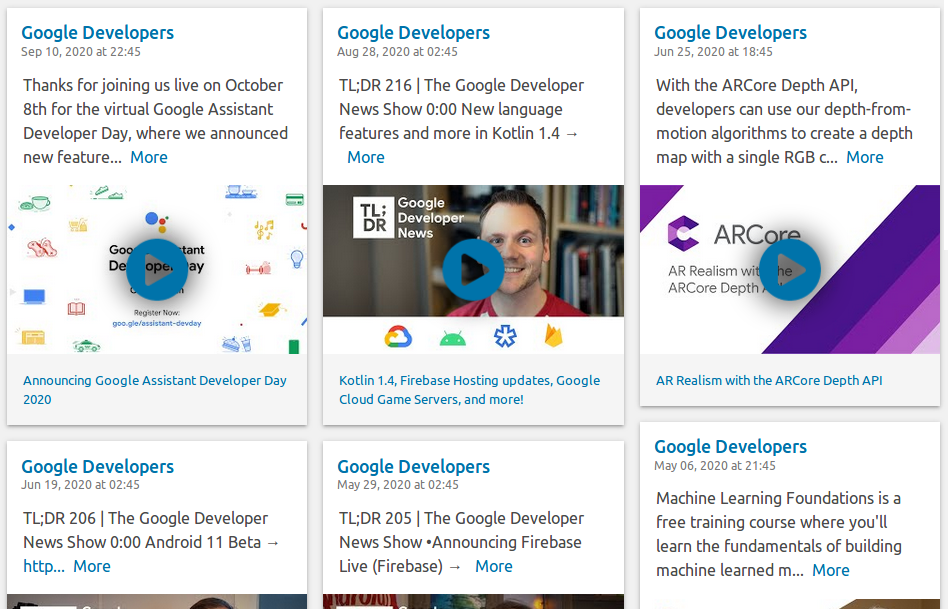 Google Developers
Sep 10, 2020 at 22:45
Thanks for joining us live on October
8th for the virtual Google Assistant
Developer Day, where we announced
new feature... More
Developer Day
Register Now:
goo.gle/assistant-devday
Announcing Google Assistant Developer Day
2020
Google Developers
Aug 28, 2020 at 02:45
TL;DR 216 | The Google Developer
News Show 0:00 New language
features and more in Kotlin 1.4 →
More
TL;
DR
Google
Developer
News
Kotlin 1.4, Firebase Hosting updates, Google
Cloud Game Servers, and more!
Google Developers
Jun 25, 2020 at 18:45
With the ARCore Depth API,
developers can use our depth-from-
motion algorithms to create a depth
map with a single RGB c... More
ARCore
AR Realism with the
ARCore Depth
AR Realism with the ARCore Depth API
Google Developers
Jun 19, 2020 at 02:45
TL;DR 206 | The Google Developer
News Show 0:00 Android 11 Beta →
http... More
Google Developers
May 29, 2020 at 02:45
TL;DR 205 | The Google Developer
News Show •Announcing Firebase
Live (Firebase) → More
Google Developers
May 06, 2020 at 21:45
Machine Learning Foundations is a
free training course where you'll
learn the fundamentals of building
machine learned m... More